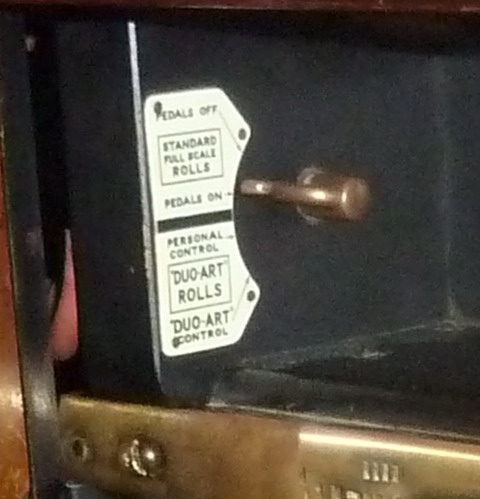 PEDALS OFF
STANDARD
FULL SCALE
ROLLS
PEDALS ON
PERSONAL
CONTROL
"DUO-ART"
ROLLS
"DUO-ART"
CONTROL